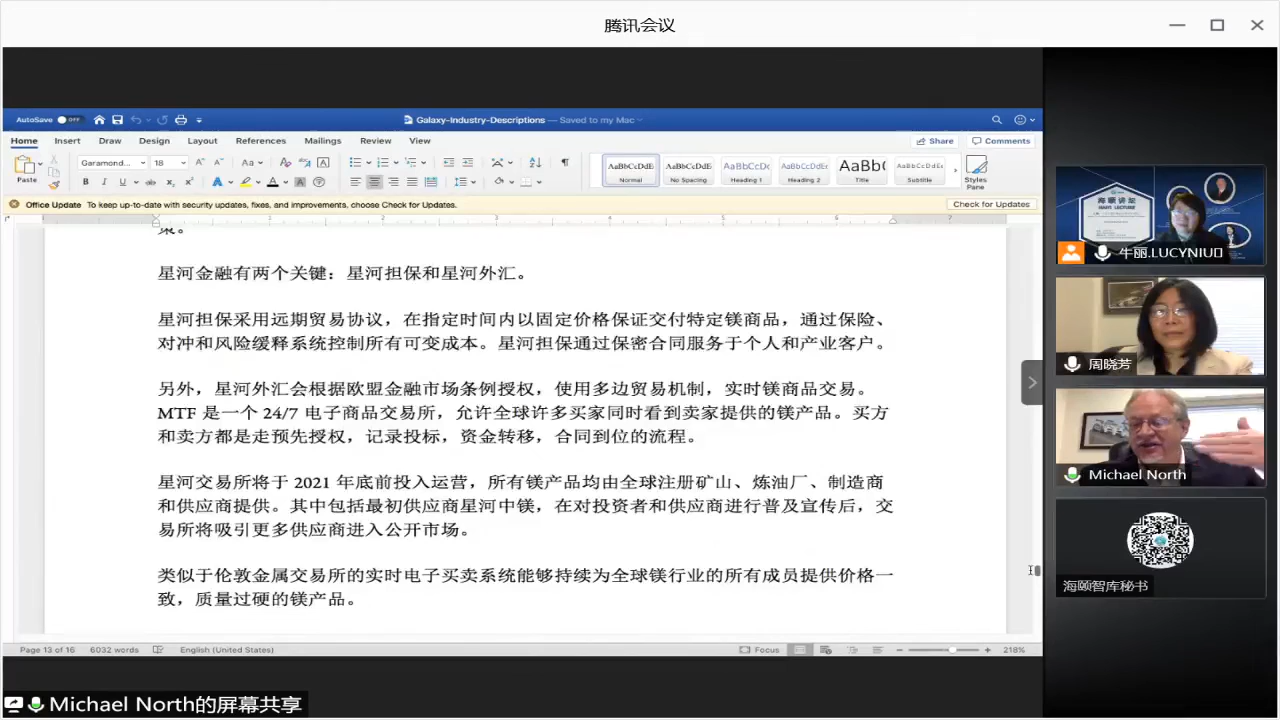 腾讯会议
AutoSave OFF
Galaxy-Industry-Descriptions — Saved to my Mac
Home Insert Draw Design Layout References Mailings Review View
Share Comments
Paste
Garamond... 18
AaBbCcDdE AaBbCcDdE AaBbCcDc AaBbCcDdEe AaBb( AaBbCcDdEe
Normal No Spacing Heading 1 Heading 2 Title Subtitle
Styles Pane
Office Update To keep up-to-date with security updates, fixes, and improvements, choose Check for Updates.
Check for Updates
星河金融有两个关键：星河担保和星河外汇。
星河担保采用远期贸易协议，在指定时间内以固定价格保证交付特定镁商品，通过保险、
对冲和风险缓释系统控制所有可变成本。星河担保通过保密合同服务于个人和产业客户。
另外，星河外汇会根据欧盟金融市场条例授权，使用多边贸易机制，实时镁商品交易。
MTF 是一个 24/7 电子商品交易所，允许全球许多买家同时看到卖家提供的镁产品。买方
和卖方都是走预先授权，记录投标，资金转移，合同到位的流程。
星河交易所将于 2021 年底前投入运营，所有镁产品均由全球注册矿山、炼油厂、制造商
和供应商提供。其中包括最初供应商星河中镁，在对投资者和供应商进行普及宣传后，交
易所将吸引更多供应商进入公开市场。
类似于伦敦金属交易所的实时电子买卖系统能够持续为全球镁行业的所有成员提供价格一
致，质量过硬的镁产品。
Page 13 of 16 6032 words English (United States) Focus 218%
Michael North的屏幕共享
海颐讲坛
HAIYI LECTURE
牛丽.LUCYNIU
周晓芳
Michael North
海颐智库秘书